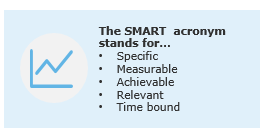 The SMART acronym
stands for...
• Specific
• Measurable
• Achievable
• Relevant
• Time bound